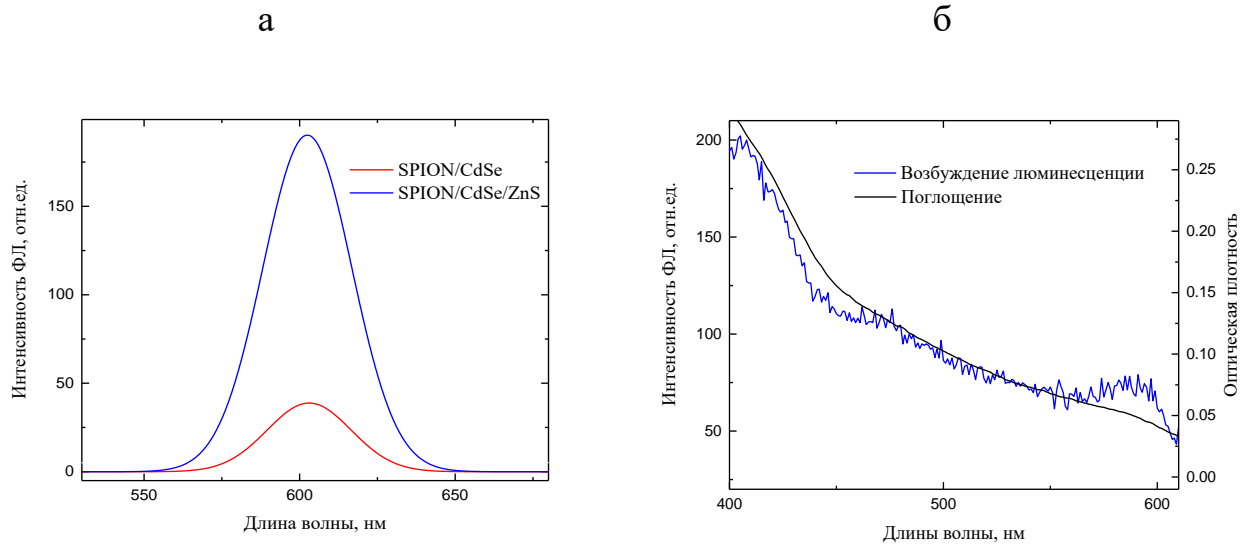 а
Интенсивность ФЛ, отн.ед.
150
100
50
0
SPION/CdSe
SPION/CdSe/ZnS
550
600
650
Длина волны, нм
б
Интенсивность ФЛ, отн.ед.
200
150
100
50
Возбуждение люминесценции
Поглощение
0.25
0.20
0.15
0.10
0.05
0.00
Оптическая плотность
400
500
600
Длины волны, нм